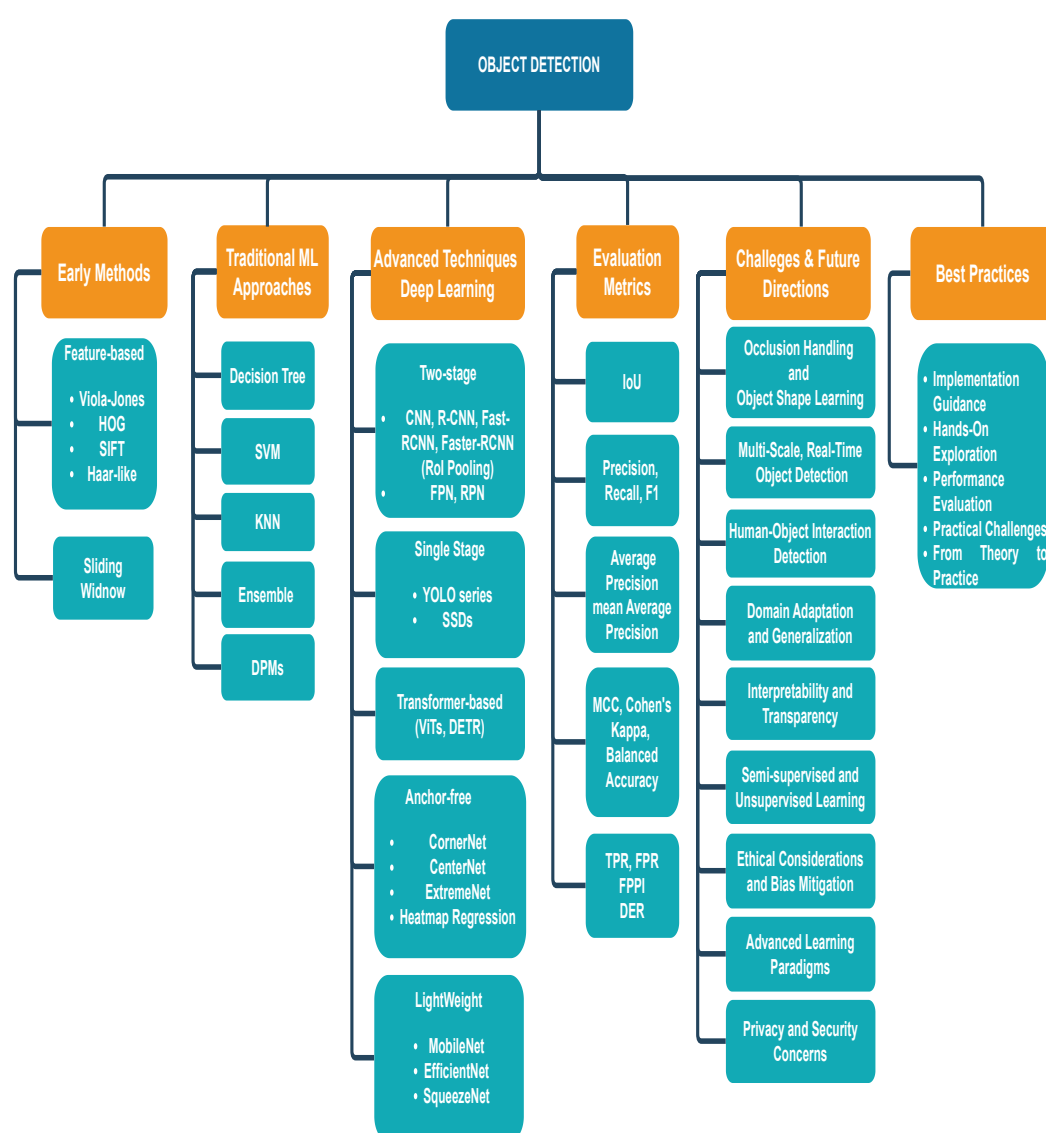 OBJECT DETECTION
Early Methods
Feature-based
• Viola-Jones
• HOG
• SIFT
• Haar-like
Sliding
Widnow
Traditional ML
Approaches
Decision Tree
SVM
KNN
Ensemble
DPMs
Advanced Techniques
Deep Learning
Two-stage
• CNN, R-CNN, Fast-
RCNN, Faster-RCNN
(RoI Pooling)
• FPN, RPN
Single Stage
• YOLO series
• SSDs
Transformer-based
(ViTs, DETR)
Anchor-free
• CornerNet
• CenterNet
• ExtremeNet
• Heatmap Regression
LightWeight
• MobileNet
• EfficientNet
• SqueezeNet
Evaluation
Metrics
IoU
Precision,
Recall, F1
Average
Precision
mean Average
Precision
MCC, Cohen's
Kappa,
Balanced
Accuracy
TPR, FPR
FPPI
DER
Challeges & Future
Directions
Occlusion Handling
and
Object Shape Learning
Multi-Scale, Real-Time
Object Detection
Human-Object Interaction
Detection
Domain Adaptation
and Generalization
Interpretability and
Transparency
Semi-supervised and
Unsupervised Learning
Ethical Considerations
and Bias Mitigation
Advanced Learning
Paradigms
Privacy and Security
Concerns
Best Practices
• Implementation
Guidance
• Hands-On
Exploration
• Performance
Evaluation
• Practical Challenges
• From Theory to
Practice